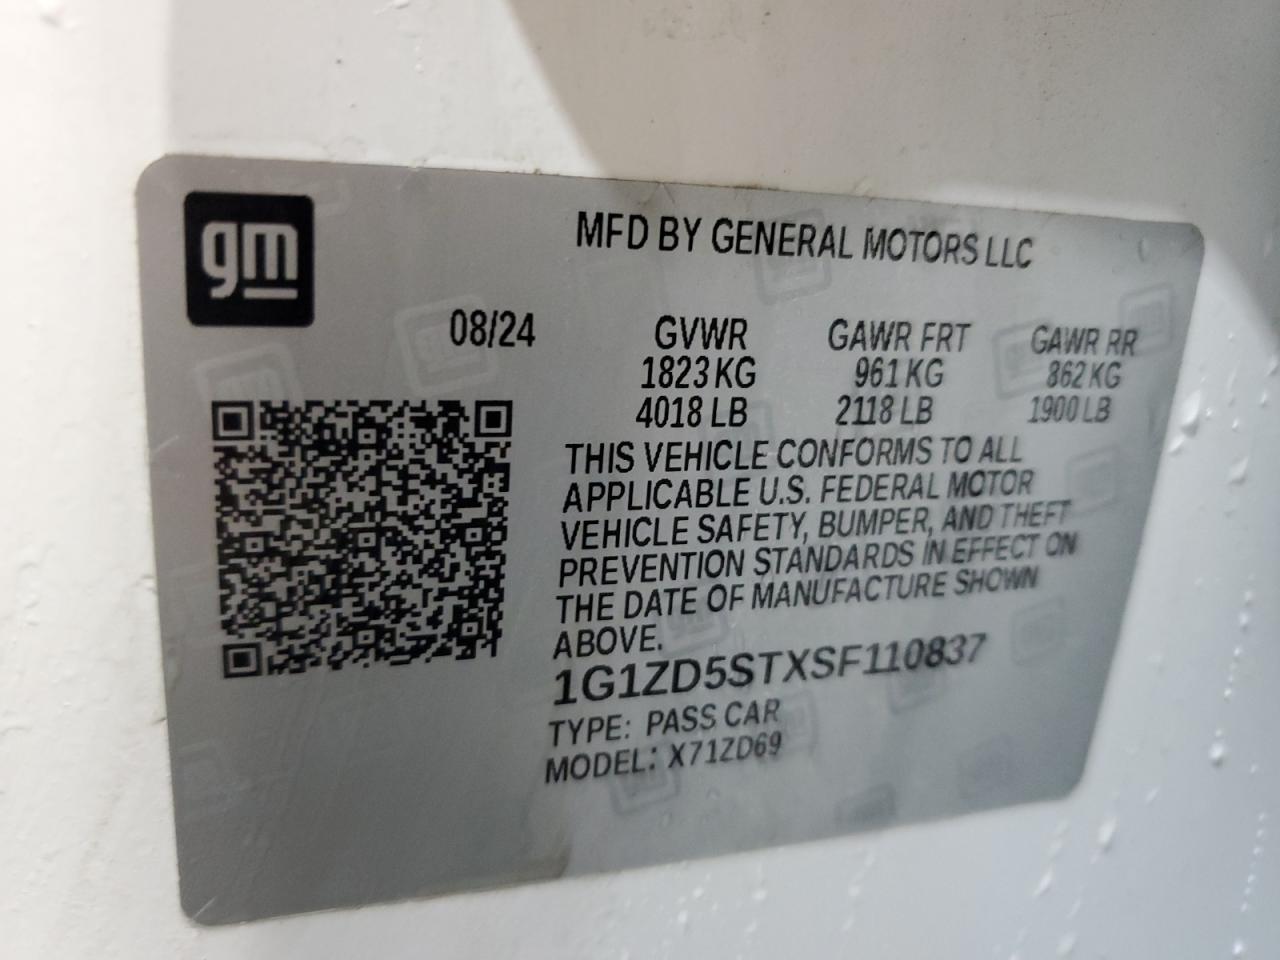 gm
MFD BY GENERAL MOTORS LLC
08/24 GVWR GAWR FRT GAWR RR
1823 KG 961 KG 862 KG
4018 LB 2118 LB 1900 LB
THIS VEHICLE CONFORMS TO ALL
APPLICABLE U.S. FEDERAL MOTOR
VEHICLE SAFETY, BUMPER, AND THEFT
PREVENTION STANDARDS IN EFFECT ON
THE DATE OF MANUFACTURE SHOWN
ABOVE.
1G1ZD5STXSF110837
TYPE: PASS CAR
MODEL: X71ZD69